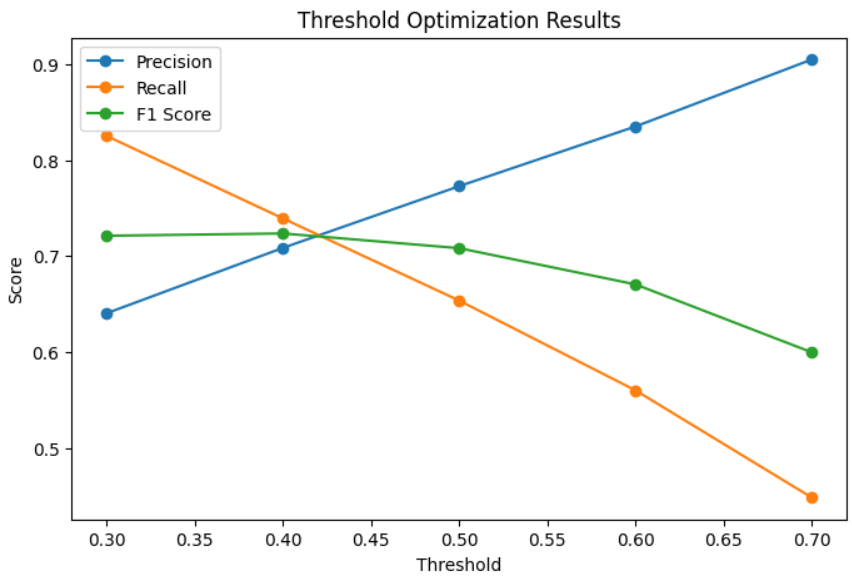 Threshold Optimization Results
Precision
Recall
F1 Score
0.9
0.8
0.7
0.6
0.5
Score
0.30 0.35 0.40 0.45 0.50 0.55 0.60 0.65 0.70
Threshold